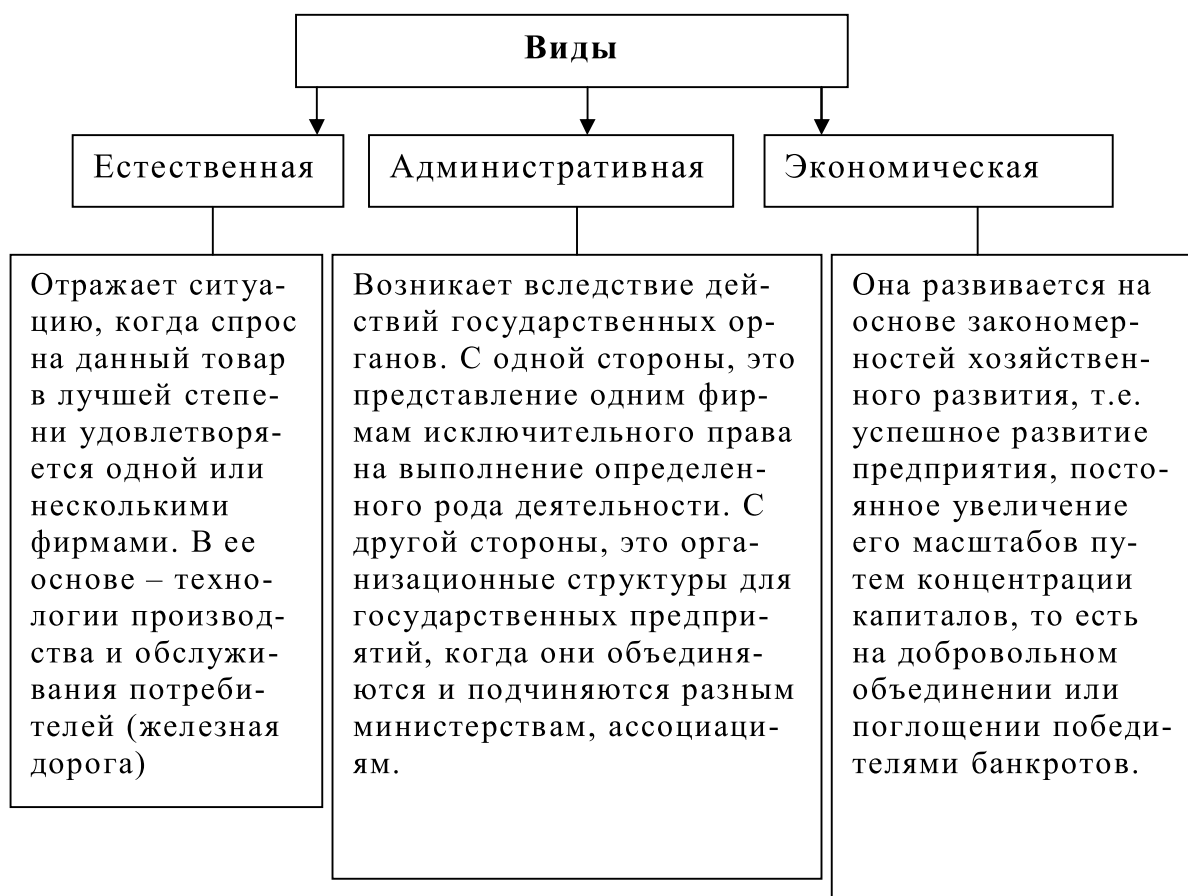 Виды
Естественная
Административная
Экономическая
Отражает ситуа-
цию, когда спрос
на данный товар
в лучшей степе-
ни удовлетворя-
ется одной или
несколькими
фирмами. В ее
основе – техно-
логии производ-
ства и обслужи-
вания потреби-
телей (железная
дорога)
Возникает вследствие дей-
ствий государственных ор-
ганов. С одной стороны, это
представление одним фир-
мам исключительного права
на выполнение определен-
ного рода деятельности. С
другой стороны, это орга-
низационные структуры для
государственных предпри-
ятий, когда они объединя-
ются и подчиняются разным
министерствам, ассоциаци-
ям.
Она развивается на
основе закономер-
ностей хозяйствен-
ного развития, т.е.
успешное развитие
предприятия, посто-
янное увеличение
его масштабов пу-
тем концентрации
капиталов, то есть
на добровольном
объединении или
поглощении победи-
телями банкротов.